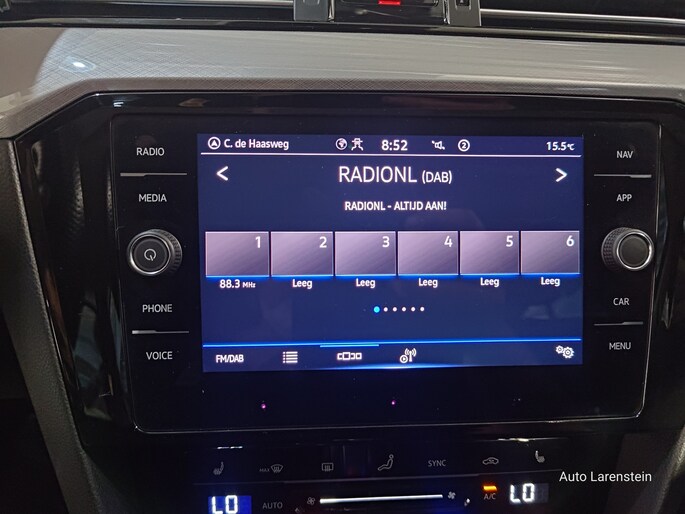 C. de Haasweg 8:52 2 15.5°C
RADIO NAV
< RADIONL (DAB) >
MEDIA APP
RADIONL - ALTIJD AAN!
1 2 3 4 5 6
88.3 MHz Leeg Leeg Leeg Leeg Leeg
PHONE CAR
VOICE MENU
FM/DAB
MAX SYNC
Auto Larenstein
LO AUTO A/C LO